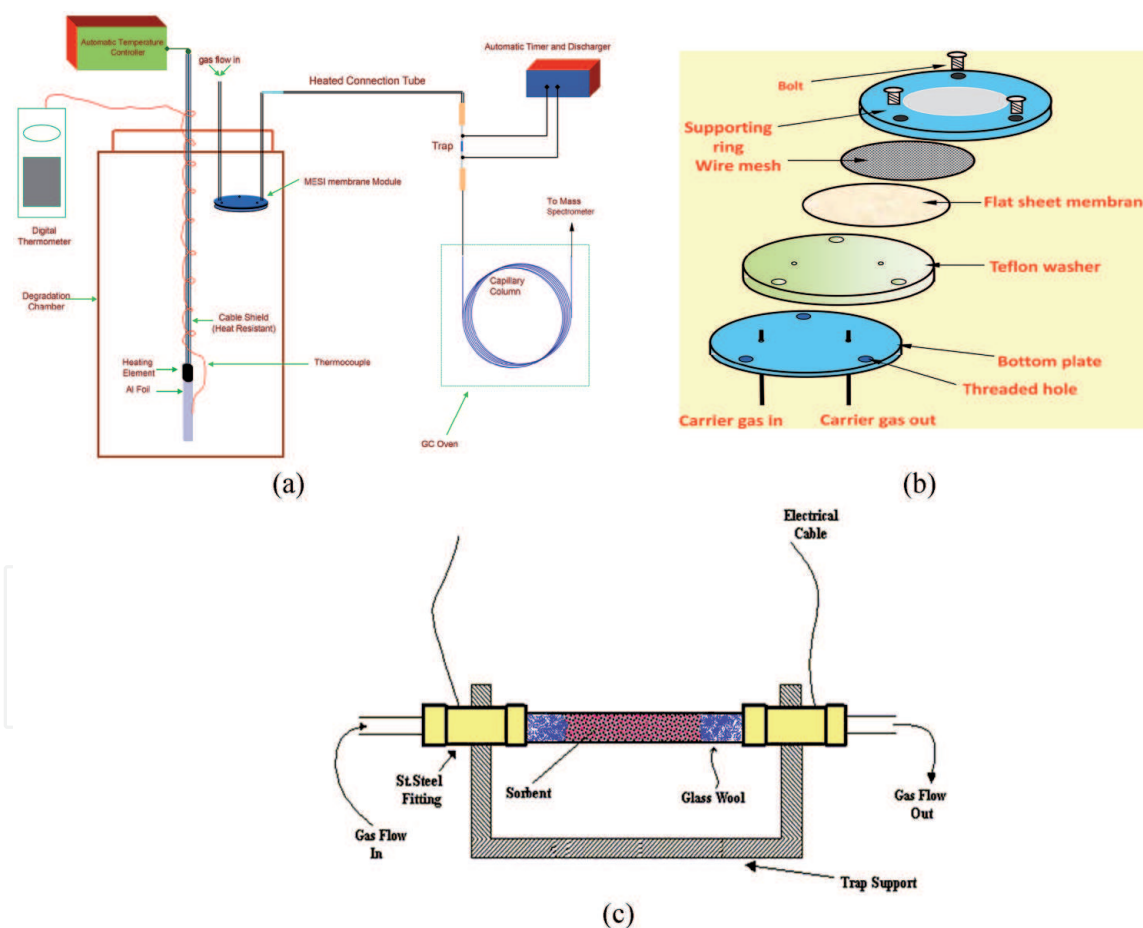 Automatic Temperature
Controller
gas flow in
Automatic Timer and Discharger
Heated Connection Tube
Trap
MESI membrane Module
To Mass
Spectrometer
Digital
Thermometer
Capillary
Column
Degradation
Chamber
Cable Shield
(Heat Resistant)
Heating
Element
Thermocouple
Al Foil
GC Oven
(a)
Bolt
Supporting
ring
Wire mesh
Flat sheet membran
Teflon washer
Bottom plate
Threaded hole
Carrier gas in
Carrier gas out
(b)
Electrical
Cable
St.Steel
Fitting
Sorbent
Glass Wool
Gas Flow
In
Gas Flow
Out
Trap Support
(c)